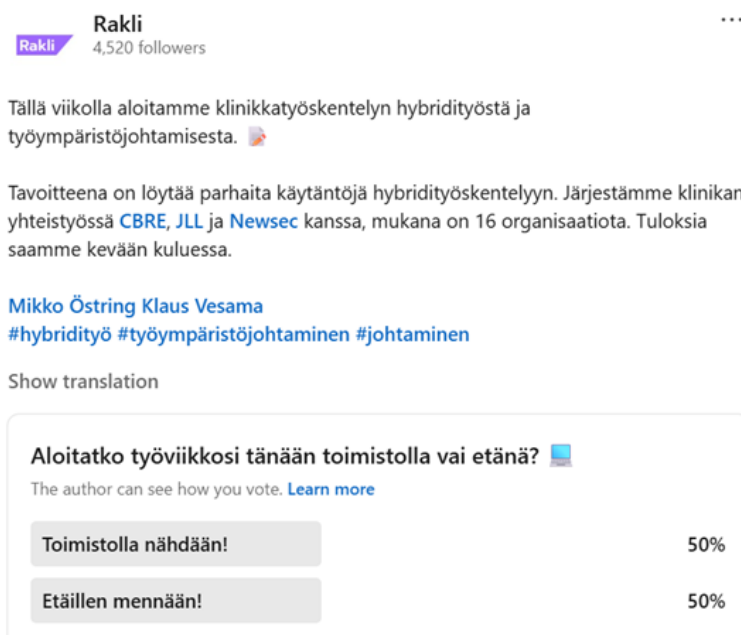 Rakli
Rakli
4,520 followers
Tällä viikolla aloitamme klinikkatyöskentelyn hybridityöstä ja
työympäristöjohtamisesta.
Tavoitteena on löytää parhaita käytäntöjä hybridityöskentelyyn. Järjestämme klinikan
yhteistyössä CBRE, JLL ja Newsec kanssa, mukana on 16 organisaatiota. Tuloksia
saamme kevään kuluessa.
Mikko Östring Klaus Vesama
#hybridityö #työympäristöjohtaminen #johtaminen
Show translation
Aloitatko työviikkosi tänään toimistolla vai etänä?
The author can see how you vote. Learn more
Toimistolla nähdään! 50%
Etäillen mennään! 50%